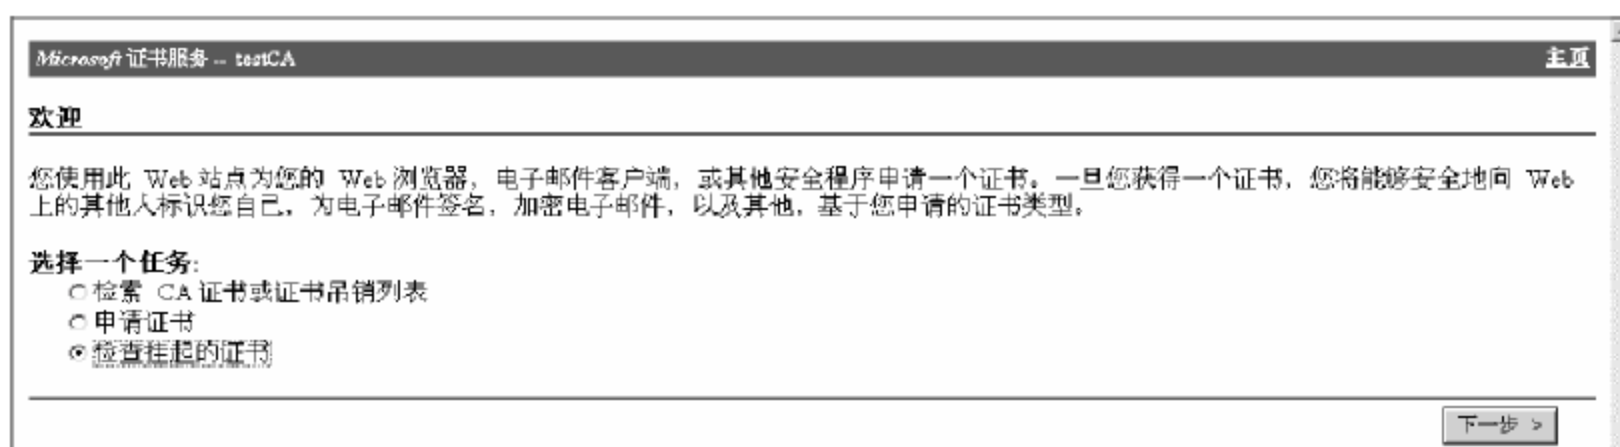 Microsoft 证书服务 -- testCA 主页
欢迎
您使用此 Web 站点为您的 Web 浏览器，电子邮件客户端，或其他安全程序申请一个证书。一旦您获得一个证书，您将能够安全地向 Web
上的其他人标识您自己，为电子邮件签名，加密电子邮件，以及其他，基于您申请的证书类型。
选择一个任务:
检索 CA 证书或证书吊销列表
申请证书
检查挂起的证书
下一步 >